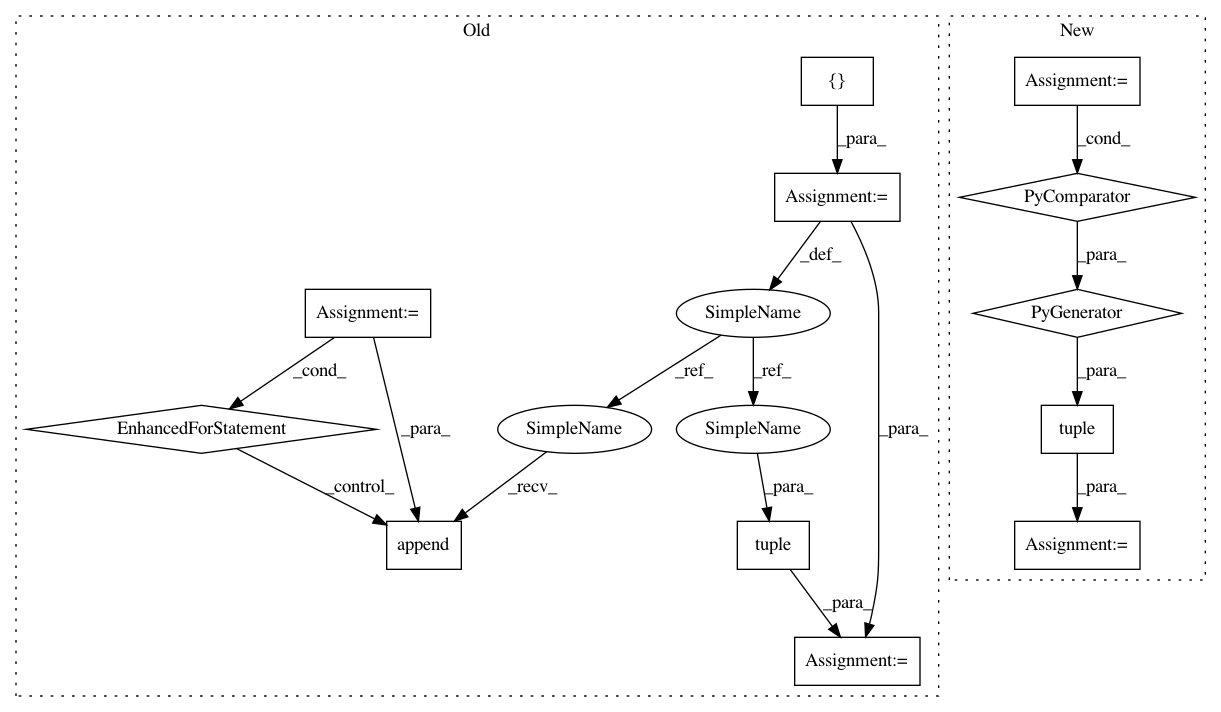 Old
New
{}
Assignment:=
_para_
_cond_
Assignment:=
PyComparator
_def_
_para_
Assignment:=
SimpleName
PyGenerator
_cond_
_ref_
_ref_
_para_
EnhancedForStatement
_para_
SimpleName
SimpleName
_para_
tuple
_control_
_recv_
_para_
_para_
append
tuple
Assignment:=
_para_
Assignment:=